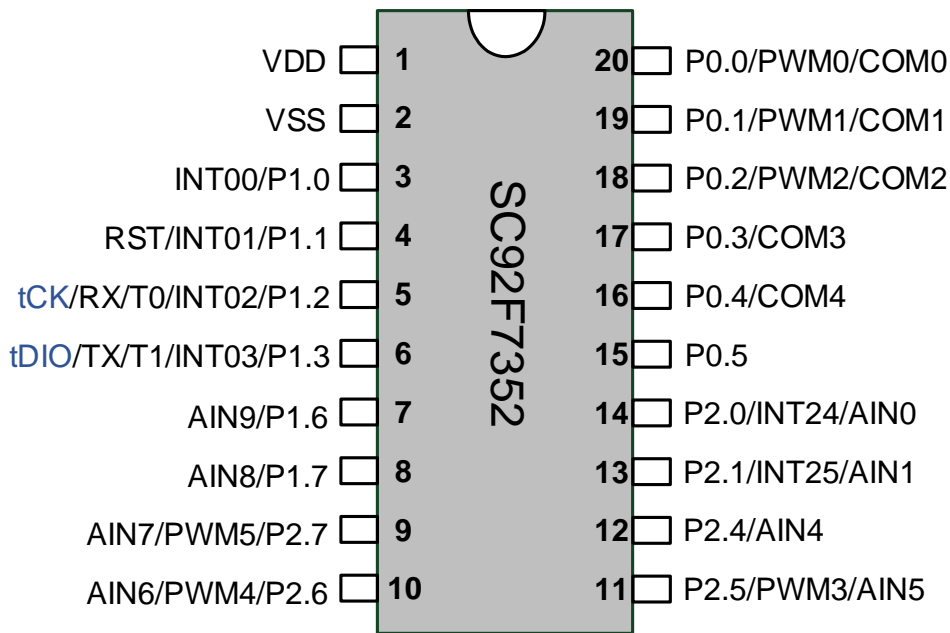 VDD 1 20 P0.0/PWM0/COM0
VSS 2 19 P0.1/PWM1/COM1
INT00/P1.0 3 18 P0.2/PWM2/COM2
RST/INT01/P1.1 4 17 P0.3/COM3
tCK/RX/T0/INT02/P1.2 5 16 P0.4/COM4
tDIO/TX/T1/INT03/P1.3 6 15 P0.5
AIN9/P1.6 7 14 P2.0/INT24/AIN0
AIN8/P1.7 8 13 P2.1/INT25/AIN1
AIN7/PWM5/P2.7 9 12 P2.4/AIN4
AIN6/PWM4/P2.6 10 11 P2.5/PWM3/AIN5
SC92F7352